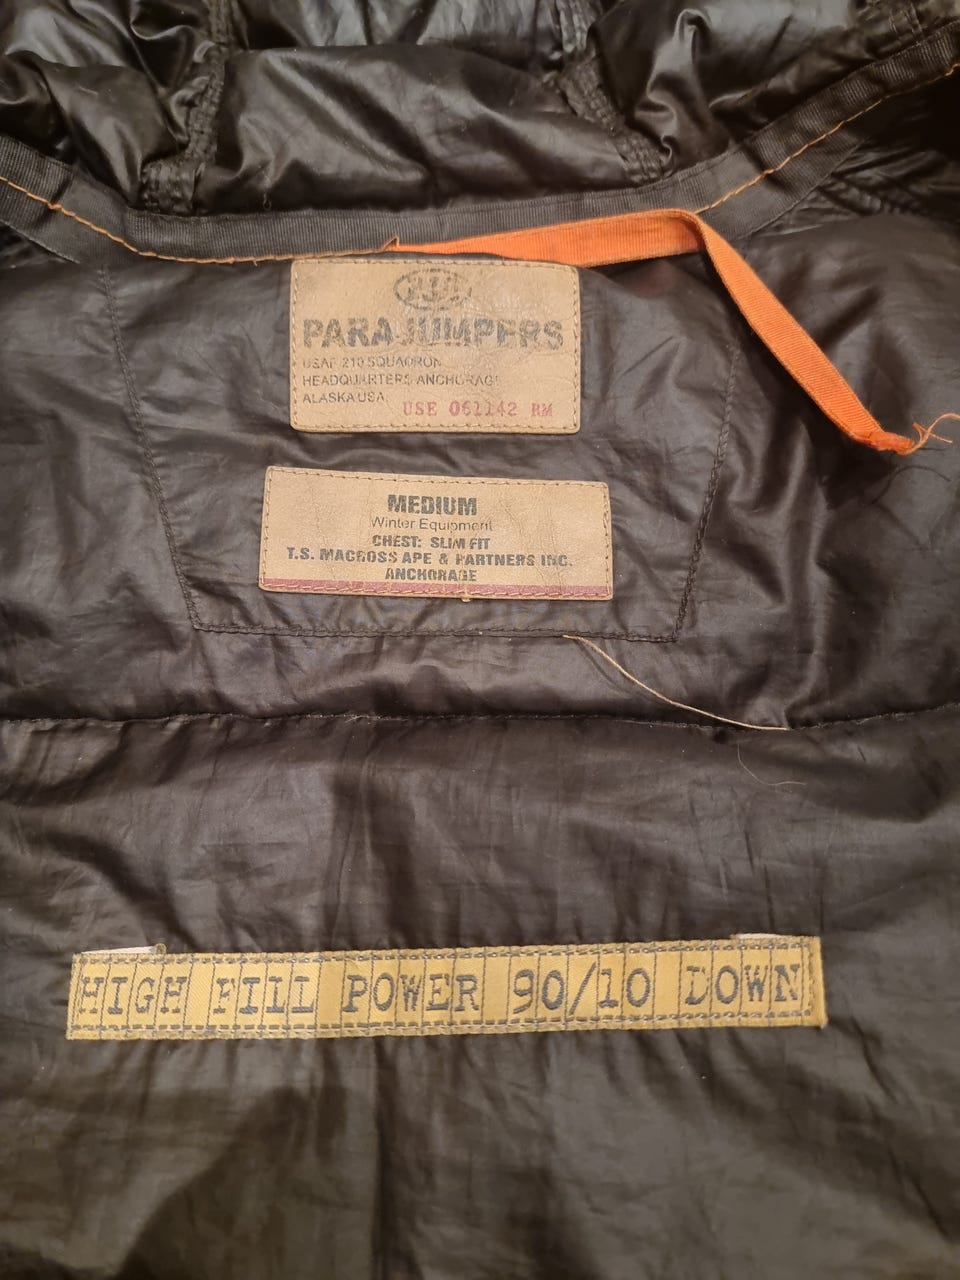 PJS
PARAJUMPERS
USAF 210 SQUADRON
HEADQUARTERS ANCHORAGE
ALASKA USA
USE 061142 RM
MEDIUM
Winter Equipment
CHEST: SLIM FIT
T.S. MACROSS APE & PARTNERS INC.
ANCHORAGE
HIGH FILL POWER 90/10 DOWN